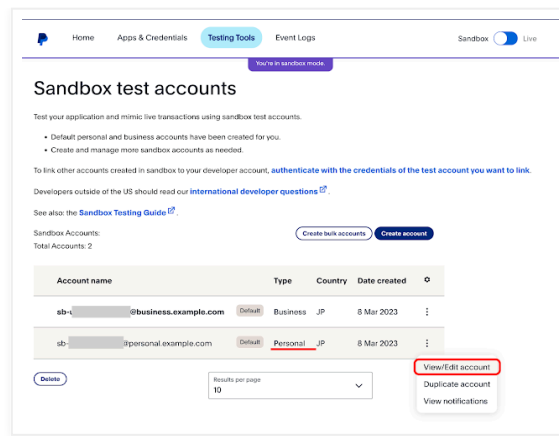 Home Apps & Credentials Testing Tools Event Logs Sandbox Live
You're in sandbox mode.
Sandbox test accounts
Test your application and mimic live transactions using sandbox test accounts.
• Default personal and business accounts have been created for you.
• Create and manage more sandbox accounts as needed.
To link other accounts created in sandbox to your developer account, authenticate with the credentials of the test account you want to link.
Developers outside of the US should read our international developer questions.
See also: the Sandbox Testing Guide.
Sandbox Accounts:
Total Accounts: 2
Create bulk accounts Create account
Account name Type Country Date created
sb- @business.example.com Default Business JP 8 Mar 2023
sb- @personal.example.com Default Personal JP 8 Mar 2023
View/Edit account
Duplicate account
View notifications
Delete
Results per page
10